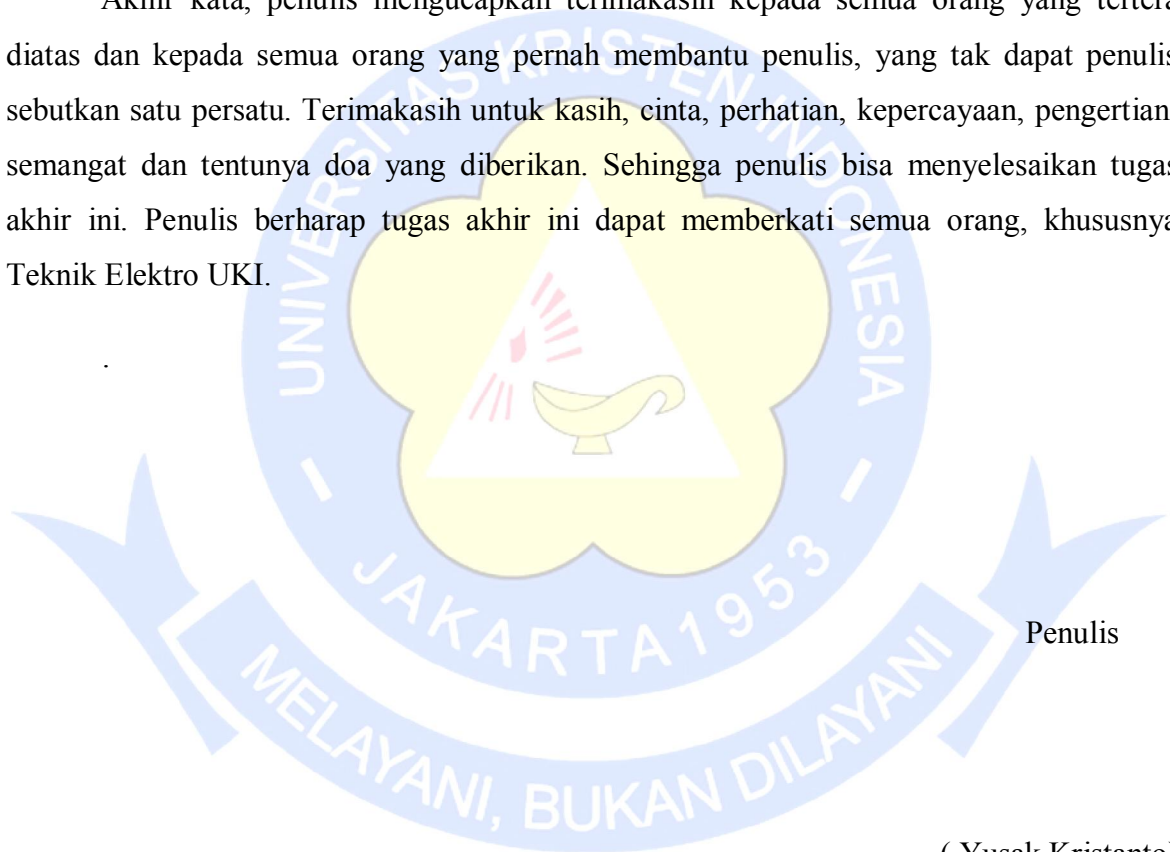 Akhir kata, penulis mengucapkan terimakasih kepada semua orang yang tertera
diatas dan kepada semua orang yang pernah membantu penulis, yang tak dapat penulis
sebutkan satu persatu. Terimakasih untuk kasih, cinta, perhatian, kepercayaan, pengertian
semangat dan tentunya doa yang diberikan. Sehingga penulis bisa menyelesaikan tugas
akhir ini. Penulis berharap tugas akhir ini dapat memberkati semua orang, khususnya
Teknik Elektro UKI.
.
UNIVERSITAS KRISTEN INDONESIA
JAKARTA 1953
MELAYANI, BUKAN DILAYANI
Penulis
( Yusak Kristanto)